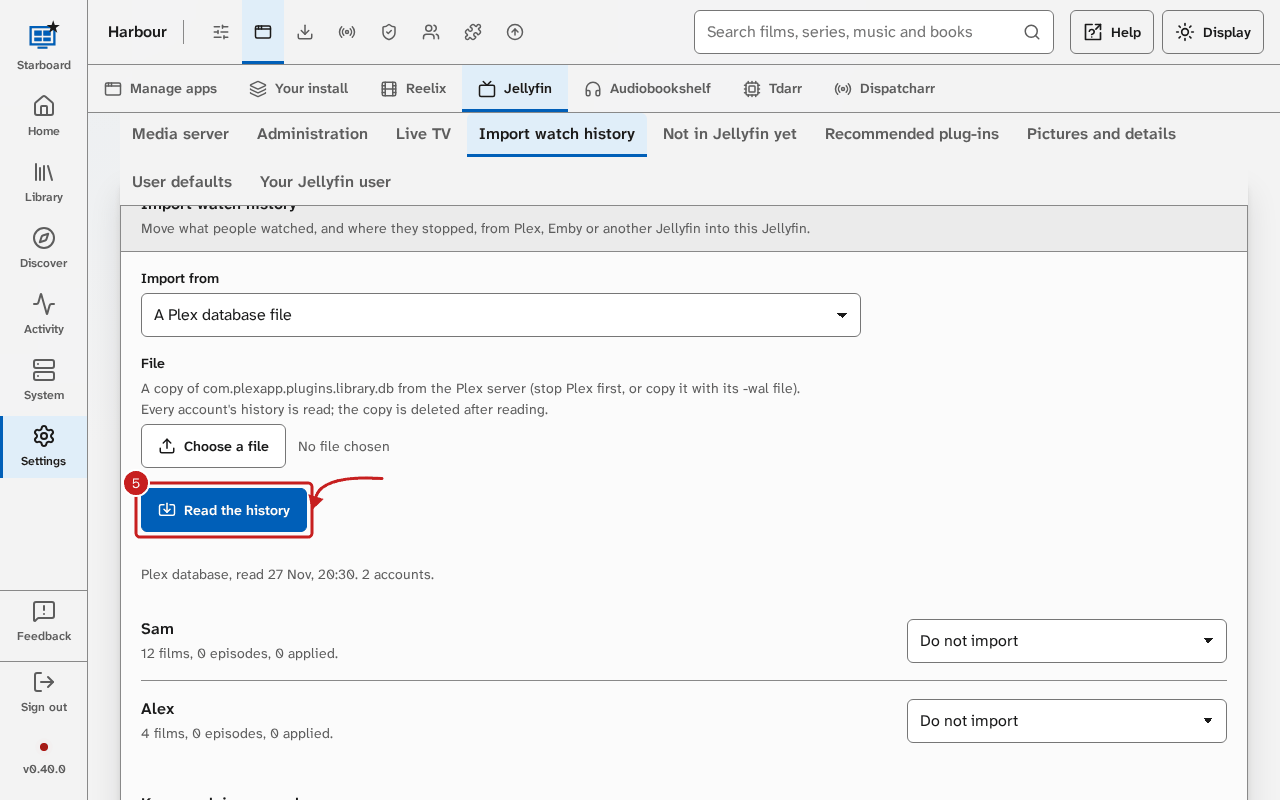 Starboard
Home
Library
Discover
Activity
System
Settings
Feedback
Sign out
v0.40.0
Harbour
Search films, series, music and books
Help
Display
Manage apps
Your install
Reelix
Jellyfin
Audiobookshelf
Tdarr
Dispatcharr
Media server
Administration
Live TV
Import watch history
Not in Jellyfin yet
Recommended plug-ins
Pictures and details
User defaults
Your Jellyfin user
Import watch history
Move what people watched, and where they stopped, from Plex, Emby or another Jellyfin into this Jellyfin.
Import from
A Plex database file
File
A copy of com.plexapp.plugins.library.db from the Plex server (stop Plex first, or copy it with its -wal file).
Every account's history is read; the copy is deleted after reading.
Choose a file
No file chosen
5
Read the history
Plex database, read 27 Nov, 20:30. 2 accounts.
Sam
Do not import
12 films, 0 episodes, 0 applied.
Alex
Do not import
4 films, 0 episodes, 0 applied.